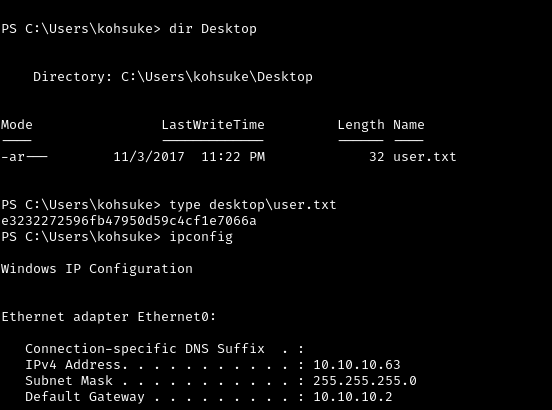 PS C:\Users\kohsuke> dir Desktop
Directory: C:\Users\kohsuke\Desktop
Mode                LastWriteTime         Length Name
----                -------------         ------ ----
-ar---        11/3/2017  11:22 PM             32 user.txt
PS C:\Users\kohsuke> type desktop\user.txt
e3232272596fb47950d59c4cf1e7066a
PS C:\Users\kohsuke> ipconfig
Windows IP Configuration
Ethernet adapter Ethernet0:
Connection-specific DNS Suffix  . :
IPv4 Address. . . . . . . . . . . : 10.10.10.63
Subnet Mask . . . . . . . . . . . : 255.255.255.0
Default Gateway . . . . . . . . . : 10.10.10.2